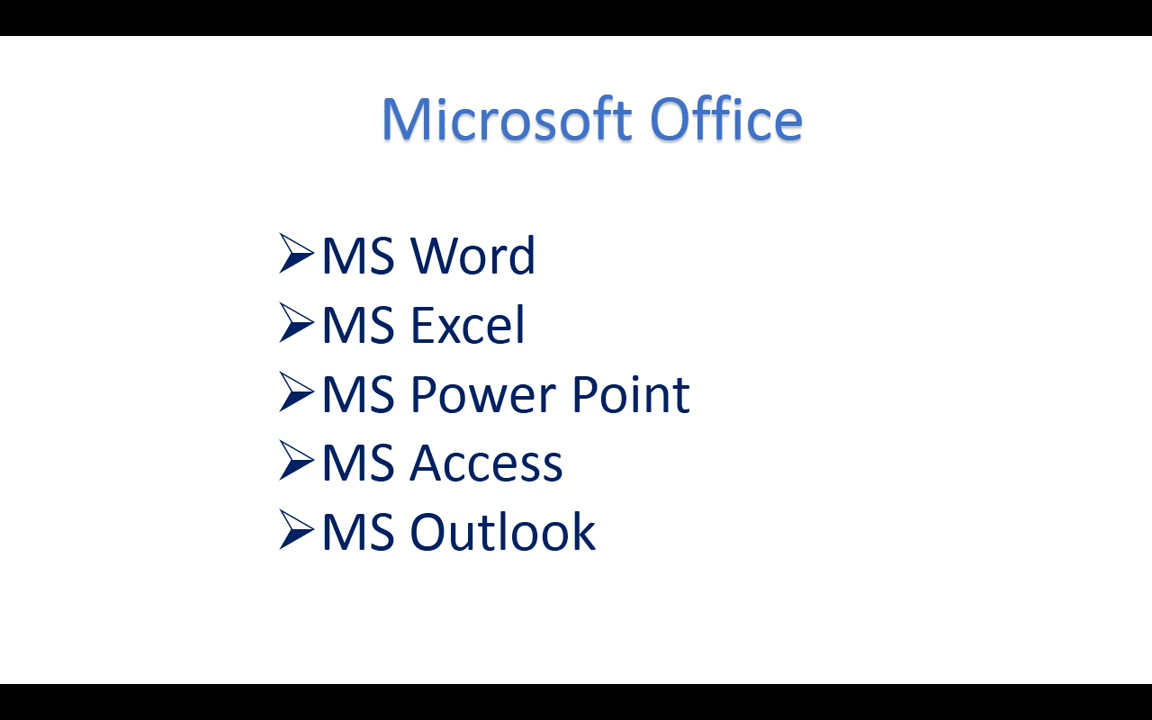 Microsoft Office
➢MS Word
➢MS Excel
➢MS Power Point
➢MS Access
➢MS Outlook